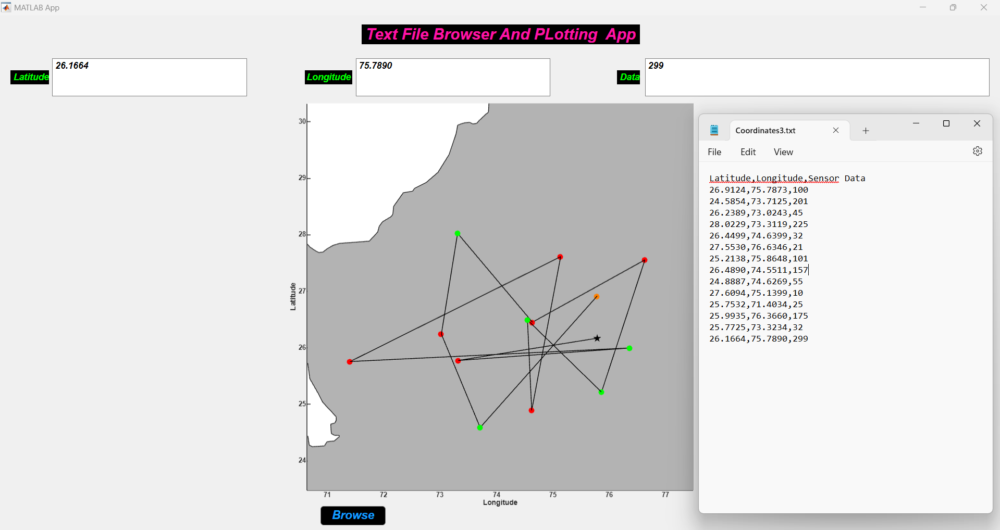 MATLAB App
Text File Browser And PLotting App
Latitude
26.1664
Longitude
75.7890
Data
299
30
29
28
27
26
25
24
Latitude
71
72
73
74
75
76
77
Longitude
Browse
Coordinates3.txt
File Edit View
Latitude,Longitude,Sensor Data
26.9124,75.7873,100
24.5854,73.7125,201
26.2389,73.0243,45
28.0229,73.3119,225
26.4499,74.6399,32
27.5530,76.6346,21
25.2138,75.8648,101
26.4890,74.5511,157
24.8887,74.6269,55
27.6094,75.1399,10
25.7532,71.4034,25
25.9935,76.3660,175
25.7725,73.3234,32
26.1664,75.7890,299